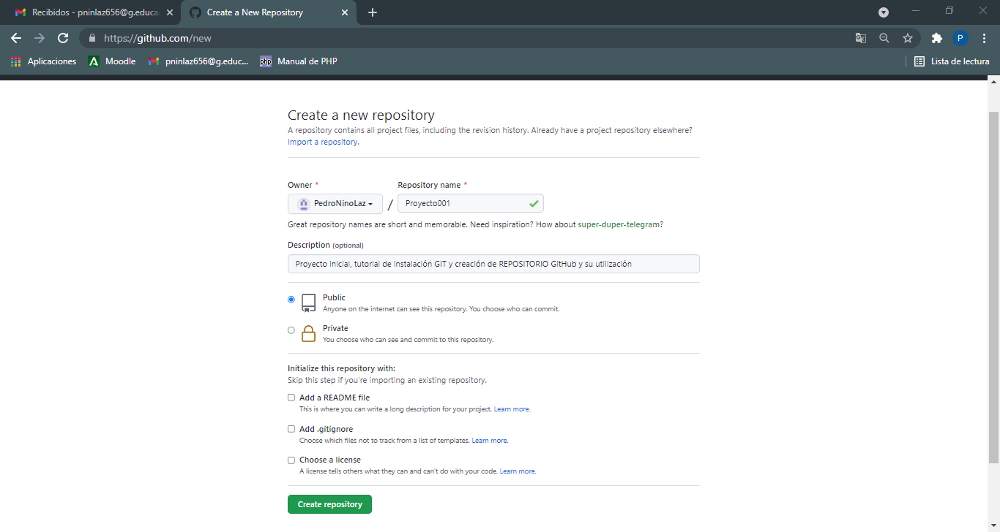 Recibidos - pninlaz656@g.educa
Create a New Repository
https://github.com/new
P
Aplicaciones
Moodle
pninlaz656@g.educ...
php
Manual de PHP
Lista de lectura
Create a new repository
A repository contains all project files, including the revision history. Already have a project repository elsewhere?
Import a repository.
Owner *
Repository name *
PedroNinoLaz
/
Proyecto001
Great repository names are short and memorable. Need inspiration? How about super-duper-telegram?
Description (optional)
Proyecto inicial, tutorial de instalación GIT y creación de REPOSITORIO GitHub y su utilización
Public
Anyone on the internet can see this repository. You choose who can commit.
Private
You choose who can see and commit to this repository.
Initialize this repository with:
Skip this step if you're importing an existing repository.
Add a README file
This is where you can write a long description for your project. Learn more.
Add .gitignore
Choose which files not to track from a list of templates. Learn more.
Choose a license
A license tells others what they can and can't do with your code. Learn more.
Create repository